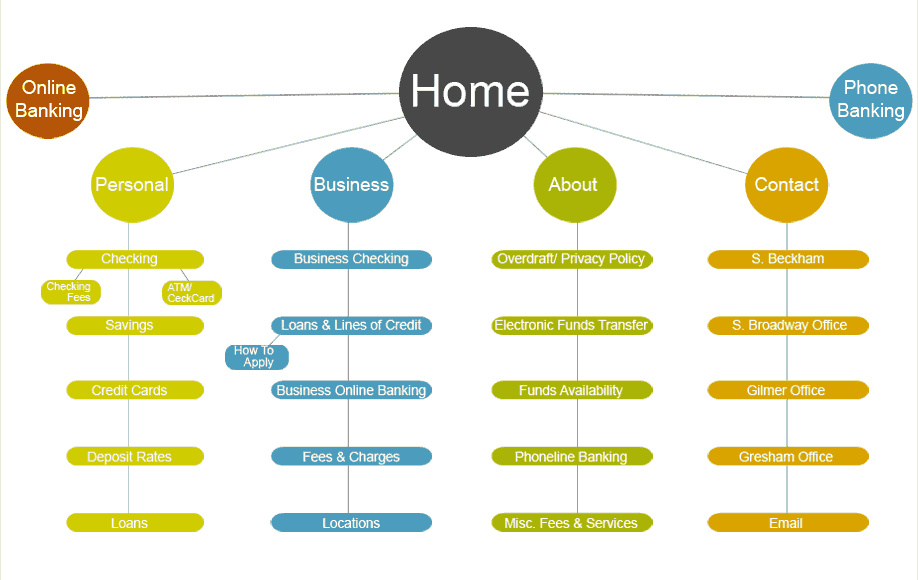 Home
Online
Banking
Phone
Banking
Personal
Business
About
Contact
Checking
Business Checking
Overdraft/ Privacy Policy
S. Beckham
Checking
Fees
ATM/
CeckCard
Savings
Loans & Lines of Credit
Electronic Funds Transfer
S. Broadway Office
How To
Apply
Credit Cards
Business Online Banking
Funds Availability
Gilmer Office
Deposit Rates
Fees & Charges
Phoneline Banking
Gresham Office
Loans
Locations
Misc. Fees & Services
Email